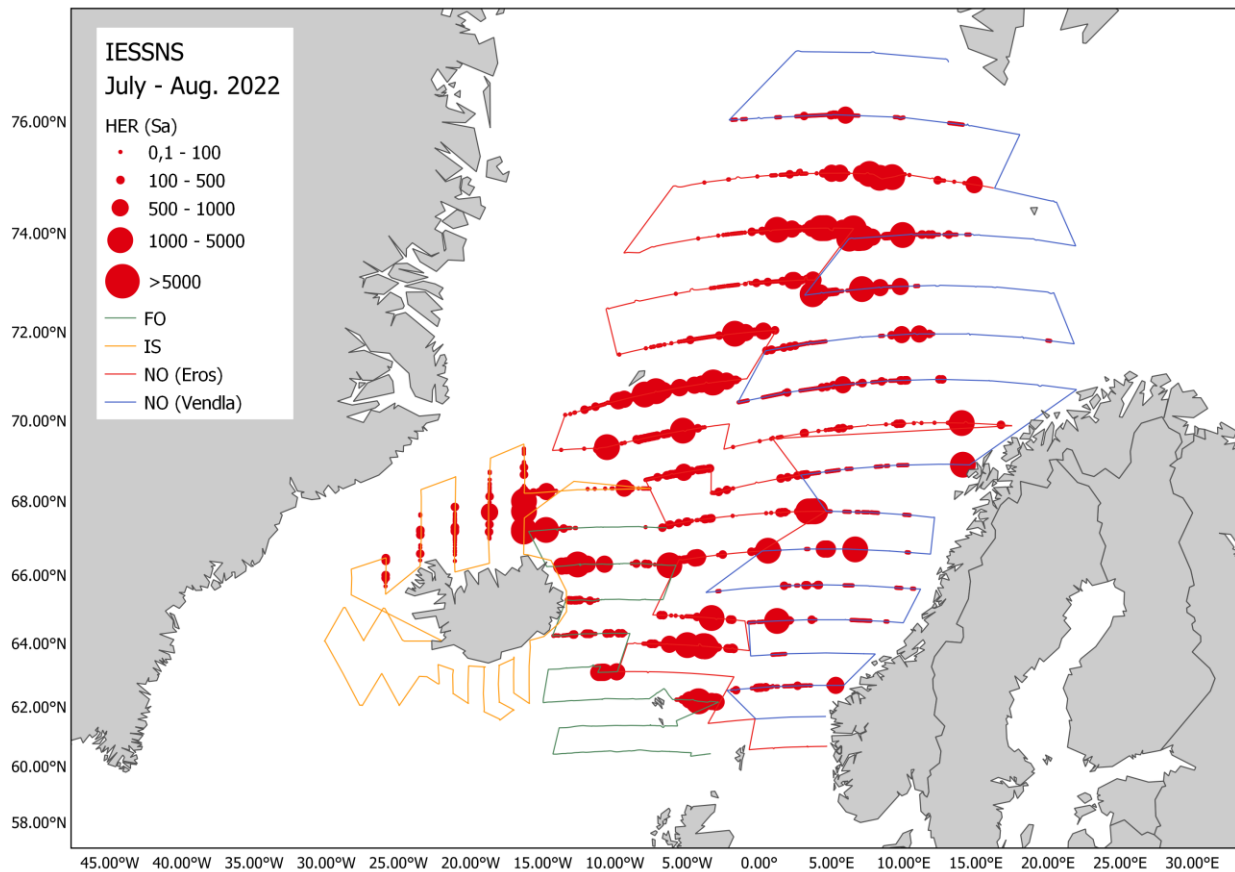 IESSNS
July - Aug. 2022
HER (Sa)
0,1 - 100
100 - 500
500 - 1000
1000 - 5000
>5000
FO
IS
NO (Eros)
NO (Vendla)
76.00°N
74.00°N
72.00°N
70.00°N
68.00°N
66.00°N
64.00°N
62.00°N
60.00°N
58.00°N
45.00°W 40.00°W 35.00°W 30.00°W 25.00°W 20.00°W 15.00°W 10.00°W 5.00°W 0.00° 5.00°E 10.00°E 15.00°E 20.00°E 25.00°E 30.00°E